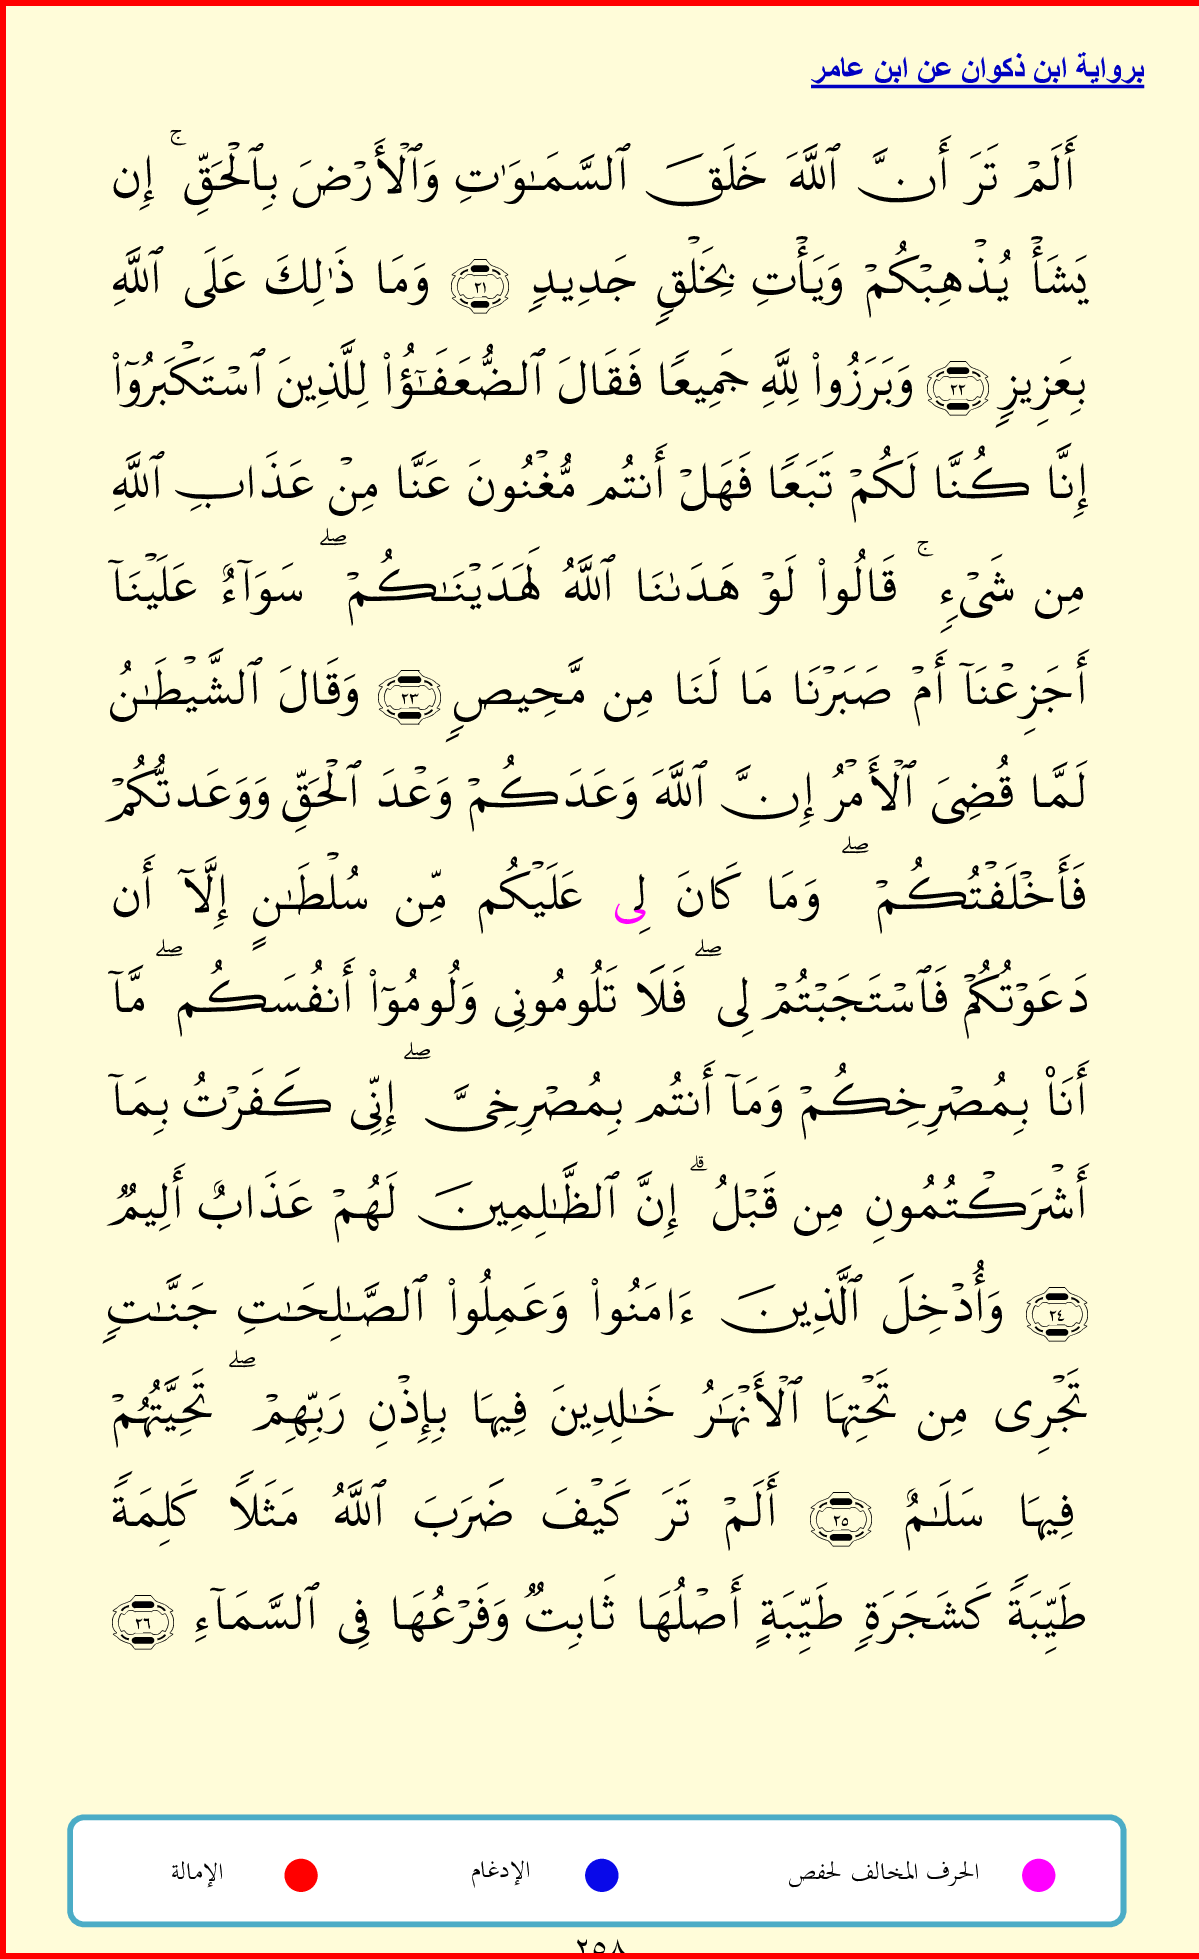 برواية ابن ذكوان عن ابن عامر
أَلَمۡ تَرَ أَنَّ ٱللَّهَ خَلَقَ ٱلسَّمَٰوَٰتِ وَٱلۡأَرۡضَ بِٱلۡحَقِّۚ إِن
يَشَأۡ يُذۡهِبۡكُمۡ وَيَأۡتِ بِخَلۡقٖ جَدِيدٖ ٢١ وَمَا ذَٰلِكَ عَلَى ٱللَّهِ
بِعَزِيزٖ ٢٢ وَبَرَزُواْ لِلَّهِ جَمِيعٗا فَقَالَ ٱلضُّعَفَٰٓؤُاْ لِلَّذِينَ ٱسۡتَكۡبَرُوٓاْ
إِنَّا كُنَّا لَكُمۡ تَبَعٗا فَهَلۡ أَنتُم مُّغۡنُونَ عَنَّا مِنۡ عَذَابِ ٱللَّهِ
مِن شَيۡءٖۚ قَالُواْ لَوۡ هَدَىٰنَا ٱللَّهُ لَهَدَيۡنَٰكُمۡۖ سَوَآءٌ عَلَيۡنَآ
أَجَزِعۡنَآ أَمۡ صَبَرۡنَا مَا لَنَا مِن مَّحِيصٖ ٢٣ وَقَالَ ٱلشَّيۡطَٰنُ
لَمَّا قُضِيَ ٱلۡأَمۡرُ إِنَّ ٱللَّهَ وَعَدَكُمۡ وَعۡدَ ٱلۡحَقِّ وَوَعَدتُّكُمۡ
فَأَخۡلَفۡتُكُمۡۖ وَمَا كَانَ لِي عَلَيۡكُم مِّن سُلۡطَٰنٍ إِلَّآ أَن
دَعَوۡتُكُمۡ فَٱسۡتَجَبۡتُمۡ لِيۖ فَلَا تَلُومُونِي وَلُومُوٓاْ أَنفُسَكُمۖ مَّآ
أَنَا۠ بِمُصۡرِخِكُمۡ وَمَآ أَنتُم بِمُصۡرِخِيَّۖ إِنِّي كَفَرۡتُ بِمَآ
أَشۡرَكۡتُمُونِ مِن قَبۡلُۗ إِنَّ ٱلظَّٰلِمِينَ لَهُمۡ عَذَابٌ أَلِيمٞ
٢٤ وَأُدۡخِلَ ٱلَّذِينَ ءَامَنُواْ وَعَمِلُواْ ٱلصَّٰلِحَٰتِ جَنَّٰتٖ
تَجۡرِي مِن تَحۡتِهَا ٱلۡأَنۡهَٰرُ خَٰلِدِينَ فِيهَا بِإِذۡنِ رَبِّهِمۡۖ تَحِيَّتُهُمۡ
فِيهَا سَلَٰمٌ ٢٥ أَلَمۡ تَرَ كَيۡفَ ضَرَبَ ٱللَّهُ مَثَلٗا كَلِمَةٗ
طَيِّبَةٗ كَشَجَرَةٖ طَيِّبَةٍ أَصۡلُهَا ثَابِتٞ وَفَرۡعُهَا فِي ٱلسَّمَآءِ ٢٦
الحرف المخالف لحفص الإدغام الإمالة
٢٥٨